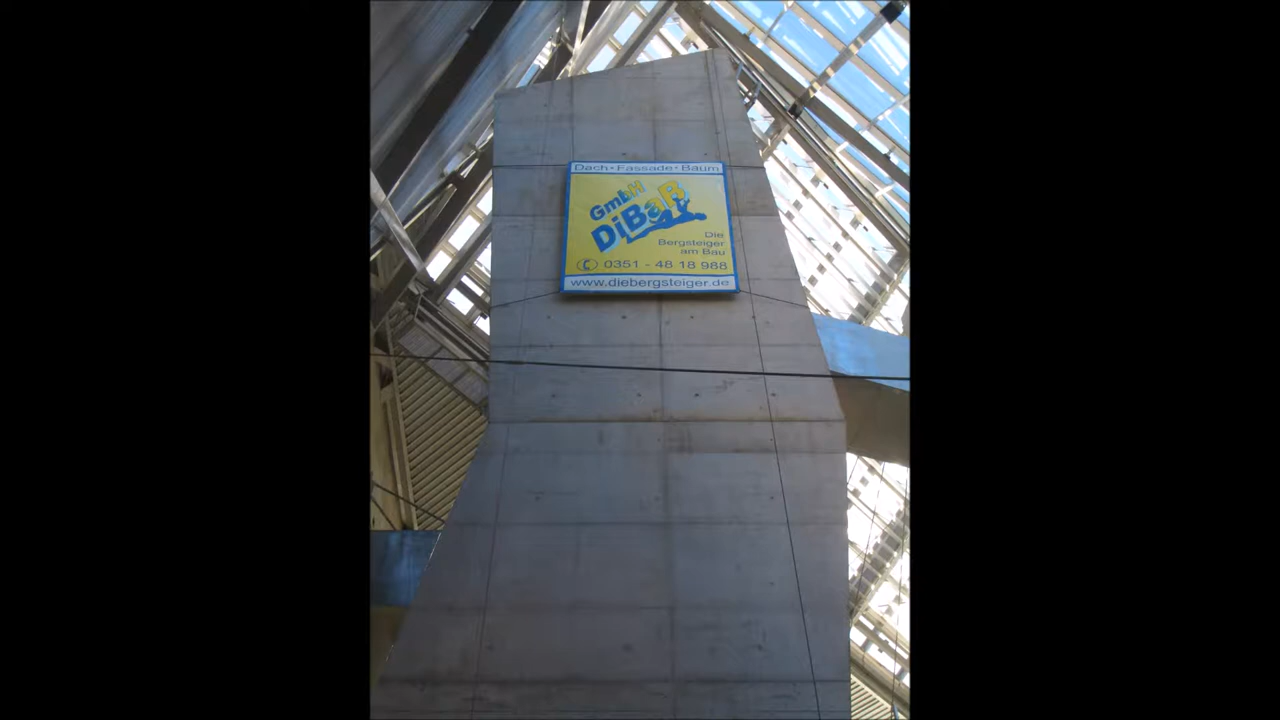 Dach · Fassade · Baum
GmbH
DiBaB
Die
Bergsteiger
am Bau
0351 - 48 18 988
www.diebergsteiger.de